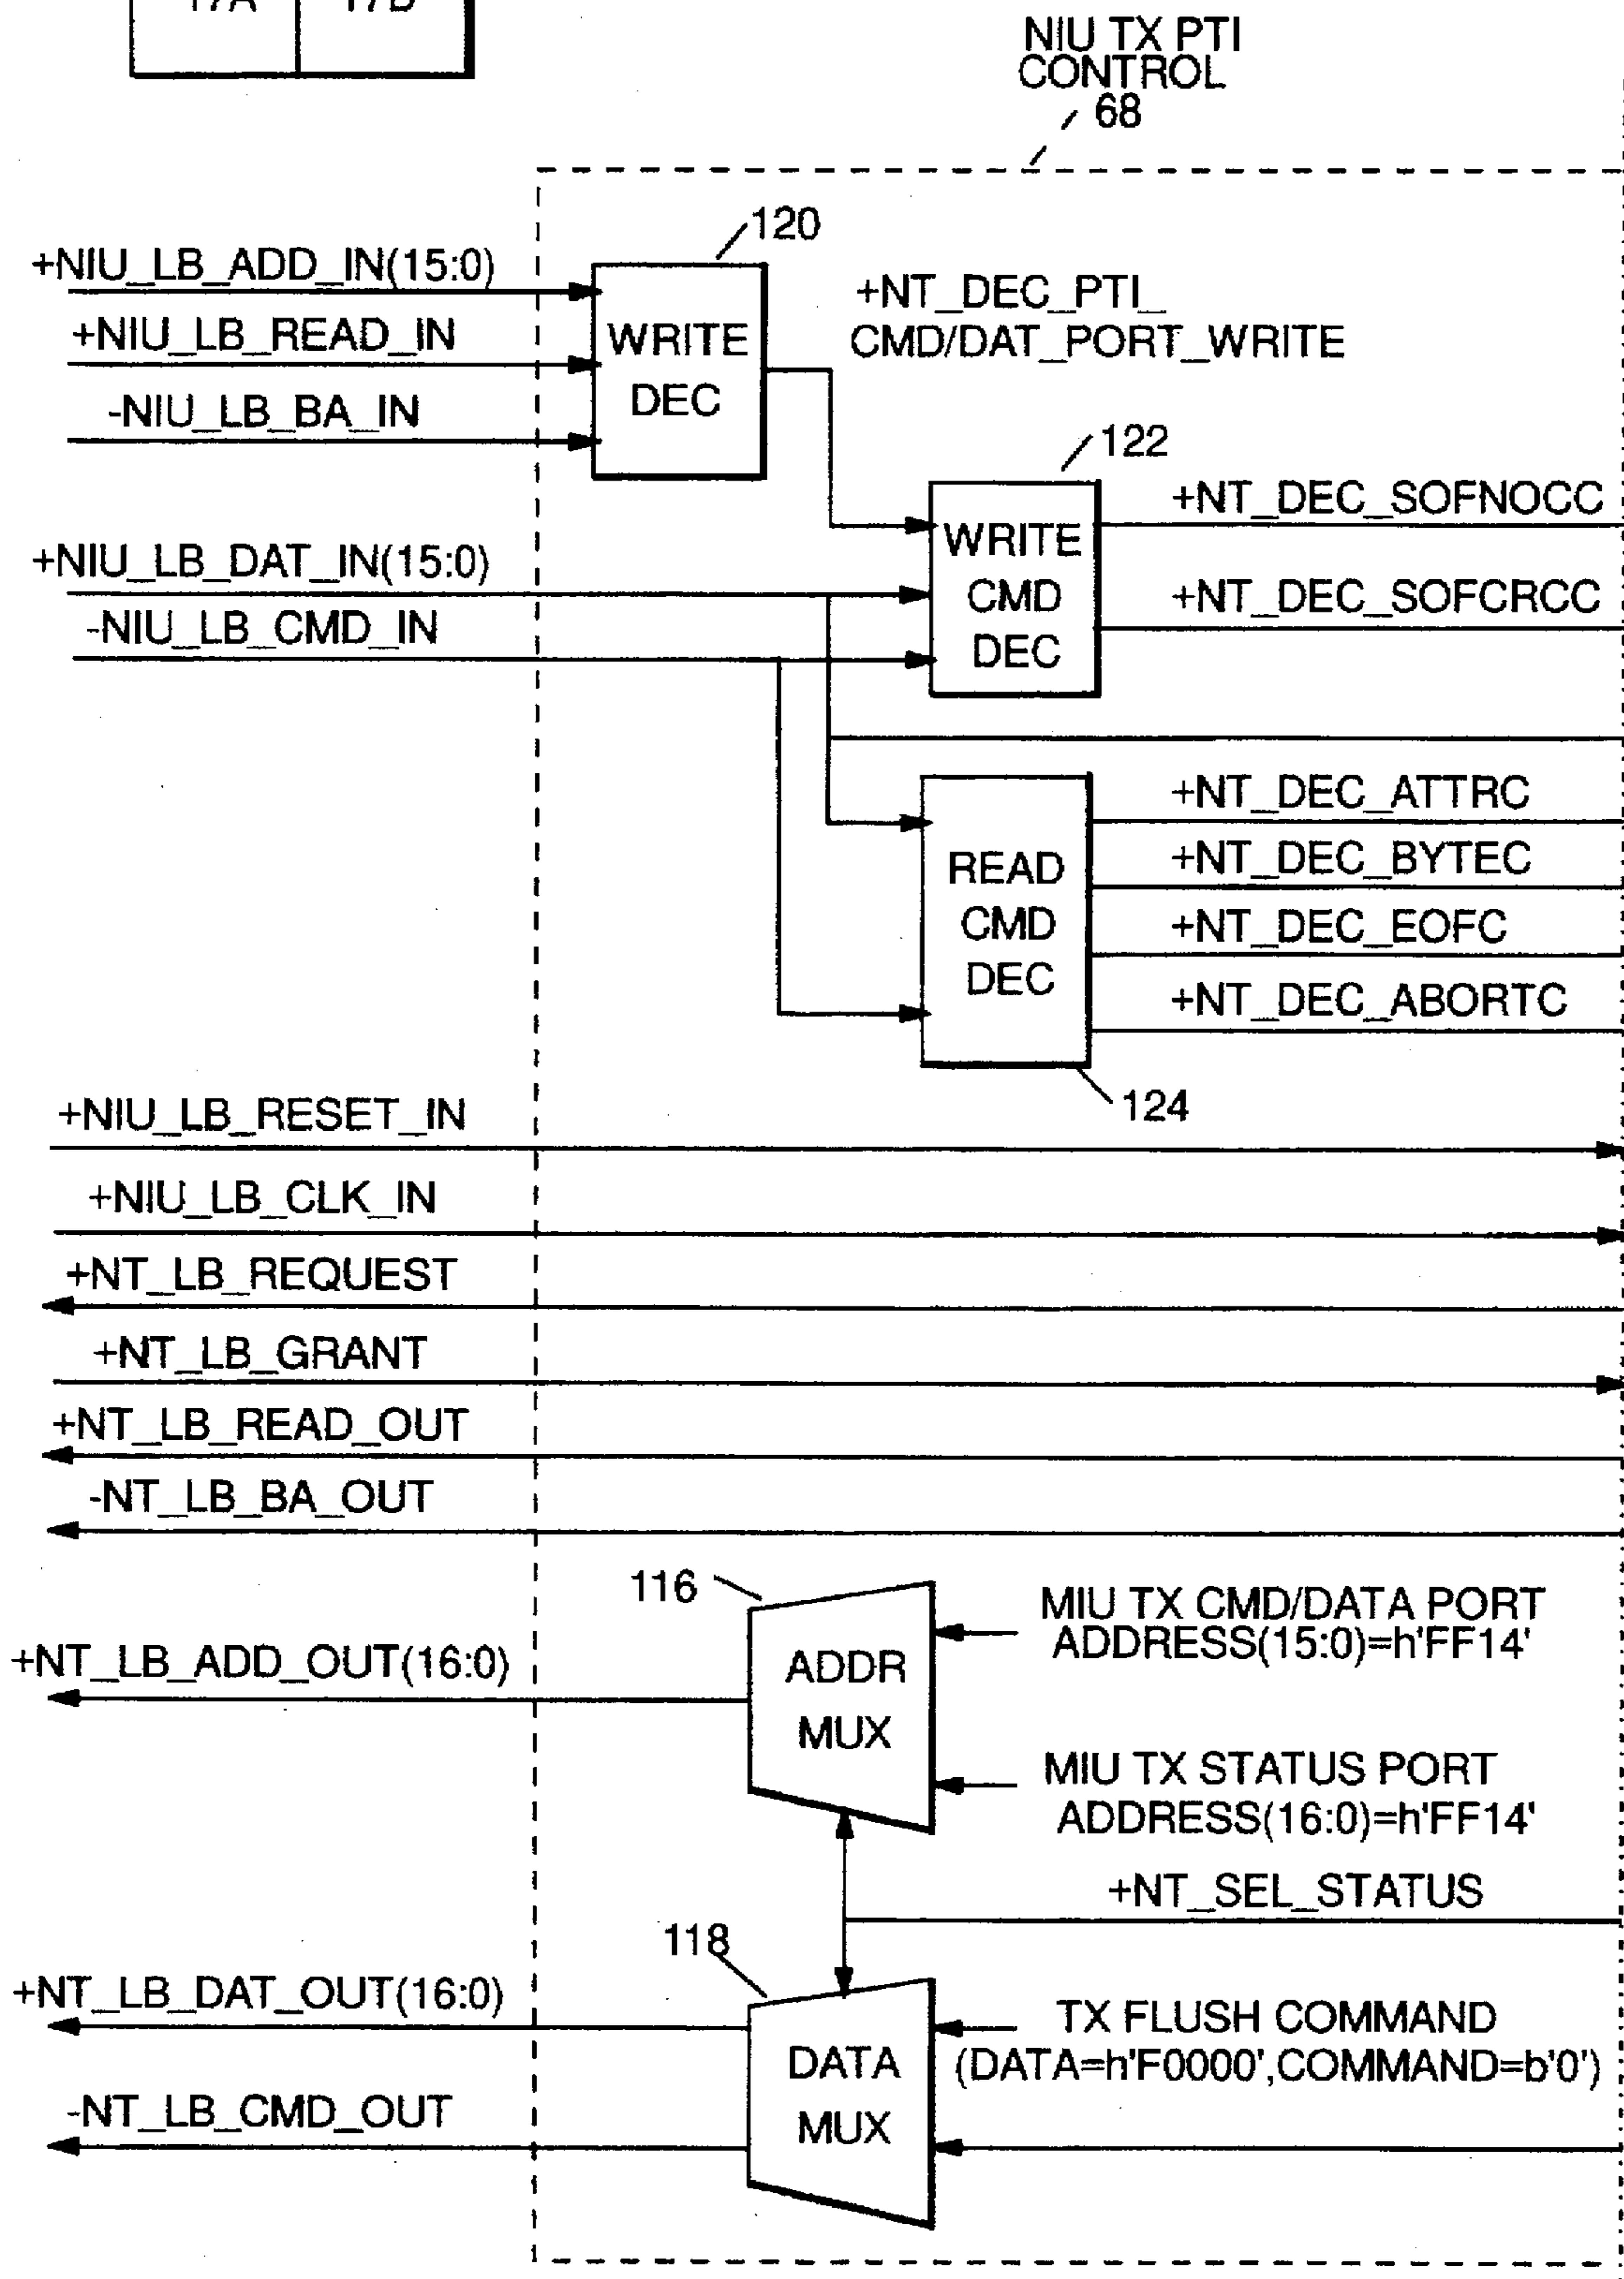 17A 17B
NIU TX PTI
CONTROL
68
120
+NIU_LB_ADD_IN(15:0)
+NIU_LB_READ_IN
-NIU_LB_BA_IN
WRITE
DEC
+NT_DEC_PTI_
CMD/DAT_PORT_WRITE
122
+NIU_LB_DAT_IN(15:0)
-NIU_LB_CMD_IN
WRITE
CMD
DEC
+NT_DEC_SOFNOCC
+NT_DEC_SOFCRCC
READ
CMD
DEC
+NT_DEC_ATTRC
+NT_DEC_BYTEC
+NT_DEC_EOFC
+NT_DEC_ABORTC
124
+NIU_LB_RESET_IN
+NIU_LB_CLK_IN
+NT_LB_REQUEST
+NT_LB_GRANT
+NT_LB_READ_OUT
-NT_LB_BA_OUT
116
+NT_LB_ADD_OUT(16:0)
ADDR
MUX
MIU TX CMD/DATA PORT
ADDRESS(15:0)=h'FF14'
MIU TX STATUS PORT
ADDRESS(16:0)=h'FF14'
+NT_SEL_STATUS
118
+NT_LB_DAT_OUT(16:0)
-NT_LB_CMD_OUT
DATA
MUX
TX FLUSH COMMAND
(DATA=h'F0000',COMMAND=b'0')